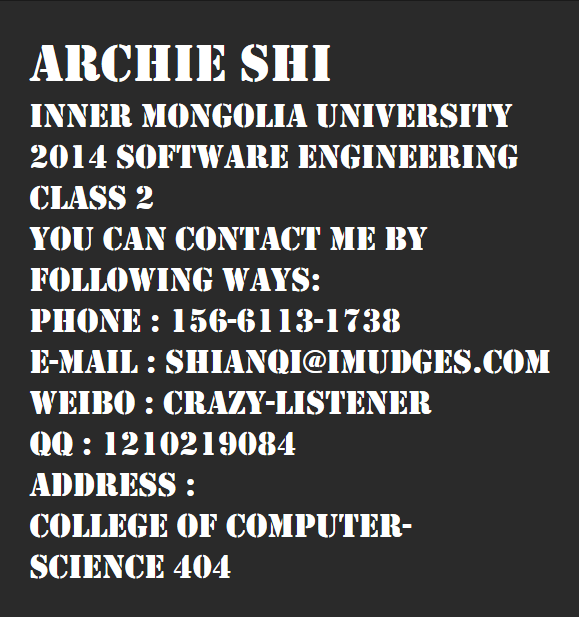 ARCHIE SHI
INNER MONGOLIA UNIVERSITY
2014 SOFTWARE ENGINEERING
CLASS 2
YOU CAN CONTACT ME BY
FOLLOWING WAYS:
PHONE : 156-6113-1738
E-MAIL : SHIANQI@IMUDGES.COM
WEIBO : CRAZY-LISTENER
QQ : 1210219084
ADDRESS :
COLLEGE OF COMPUTER-
SCIENCE 404